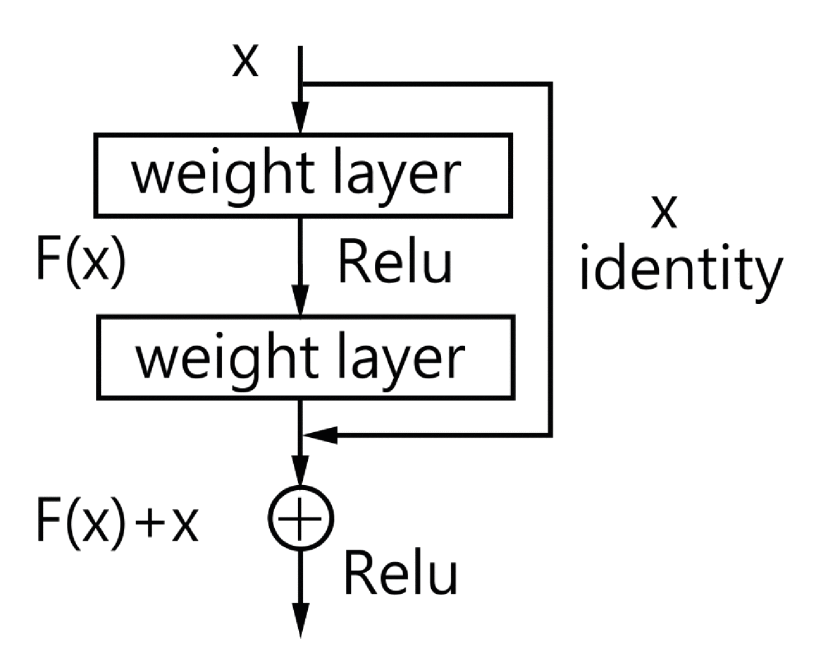 x
weight layer
F(x)
Relu
x
identity
weight layer
F(x)+x
Relu